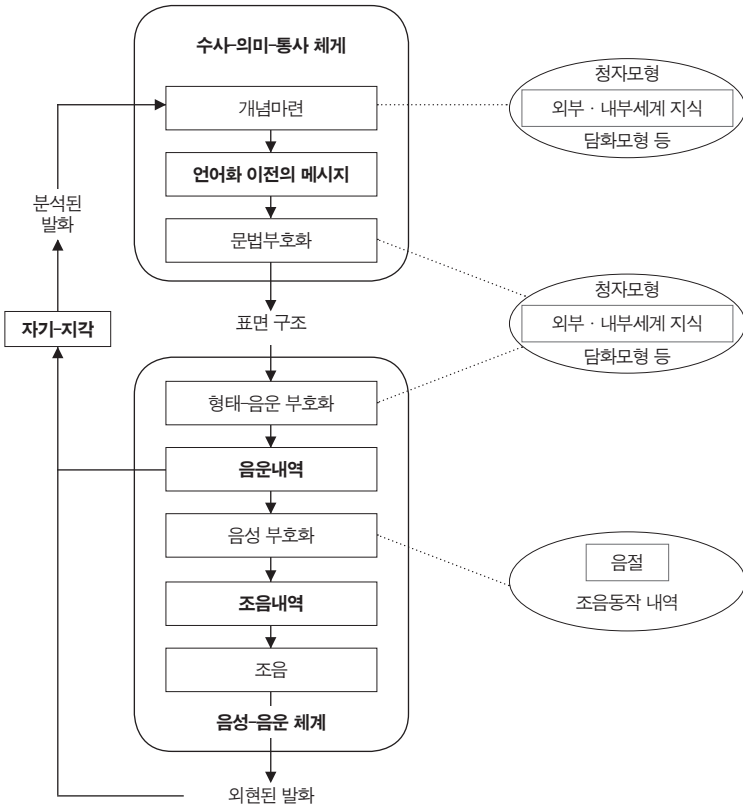 수사-의미-통사 체게
개념마련
언어화 이전의 메시지
문법부호화
청자모형
외부 · 내부세계 지식
담화모형 등
분석된
발화
자기-지각
표면 구조
청자모형
외부 · 내부세계 지식
담화모형 등
형태-음운 부호화
음운내역
음성 부호화
조음내역
조음
음성-음운 체계
음절
조음동작 내역
외현된 발화